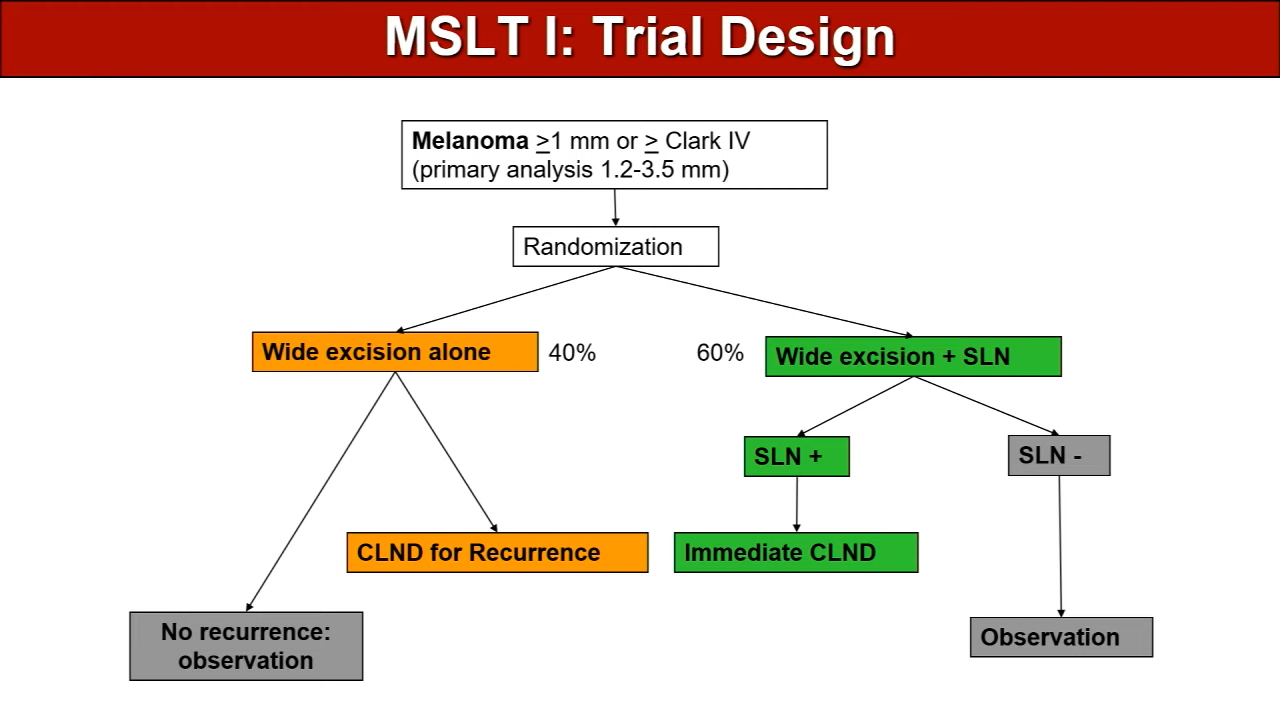 MSLT I: Trial Design
Melanoma ≥1 mm or ≥ Clark IV
(primary analysis 1.2-3.5 mm)
Randomization
Wide excision alone
40%
60%
Wide excision + SLN
SLN +
SLN -
CLND for Recurrence
Immediate CLND
No recurrence:
observation
Observation